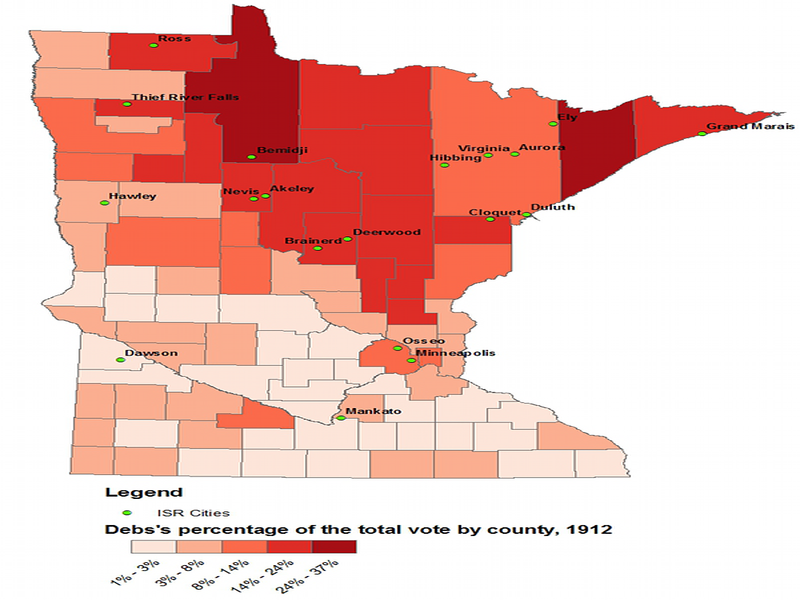 Ross
Thief River Falls
Ely
Grand Marais
Virginia
Aurora
Bemidji
Hibbing
Nevis
Akeley
Hawley
Duluth
Cloquet
Deerwood
Brainerd
Osseo
Dawson
Minneapolis
Mankato
Legend
ISR Cities
Debs's percentage of the total vote by county, 1912
1% - 3%
3% - 8%
8% - 14%
14% - 24%
24% - 37%